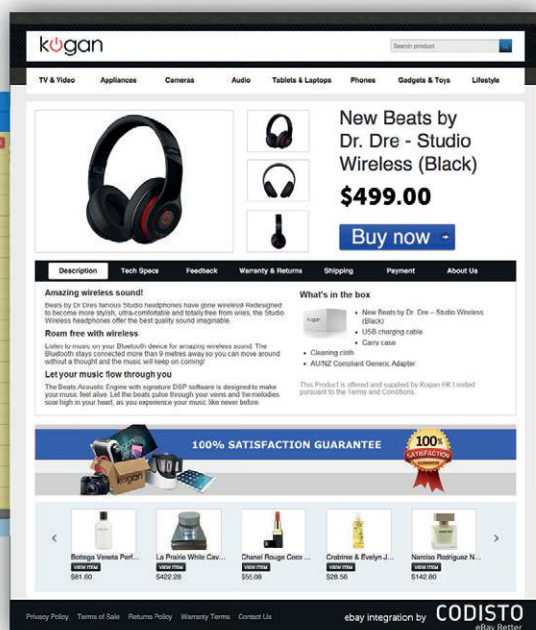 kogan
Search product
TV & Video Appliances Cameras Audio Tablets & Laptops Phones Gadgets & Toys Lifestyle
New Beats by
Dr. Dre - Studio
Wireless (Black)
$499.00
Buy now
Description Tech Specs Feedback Warranty & Returns Shipping Payment About Us
Amazing wireless sound!
Beats by Dr Dres famous Studio headphones have gone wireless! Redesigned
to become more stylish, ultra-comfortable and totally free from wires, the Studio
Wireless headphones offer the best quality sound imaginable.
Roam free with wireless
Listen to music on your Bluetooth device for amazing wireless sound. The
Bluetooth stays connected more than 9 metres away so you can move around
without a thought and the music will keep on coming!
Let your music flow through you
The Beats Acoustic Engine with signature DSP software is designed to make
your music feel alive. Let the beats pulse through your veins and the melodies
soar high in your heart, as you experience your music like never before.
What's in the box
kogan
• New Beats by Dr. Dre – Studio Wireless
(Black)
• USB charging cable
• Carry case
• Cleaning cloth
• AU/NZ Compliant Generic Adapter
This Product is offered and supplied by Kogan HK Limited
pursuant to the Terms and Conditions.
kogan
100% SATISFACTION GUARANTEE
100%
SATISFACTION
GUARANTEE
Bottega Veneta Perf... La Prairie White Cav... Chanel Rouge Coco ... Crabtree & Evelyn J... Narciso Rodriguez N...
VIEW ITEM VIEW ITEM VIEW ITEM VIEW ITEM VIEW ITEM
$81.60 $422.28 $55.08 $28.56 $142.80
Privacy Policy Terms of Sale Returns Policy Warranty Terms Contact Us
ebay integration by CODISTO
eBay Better